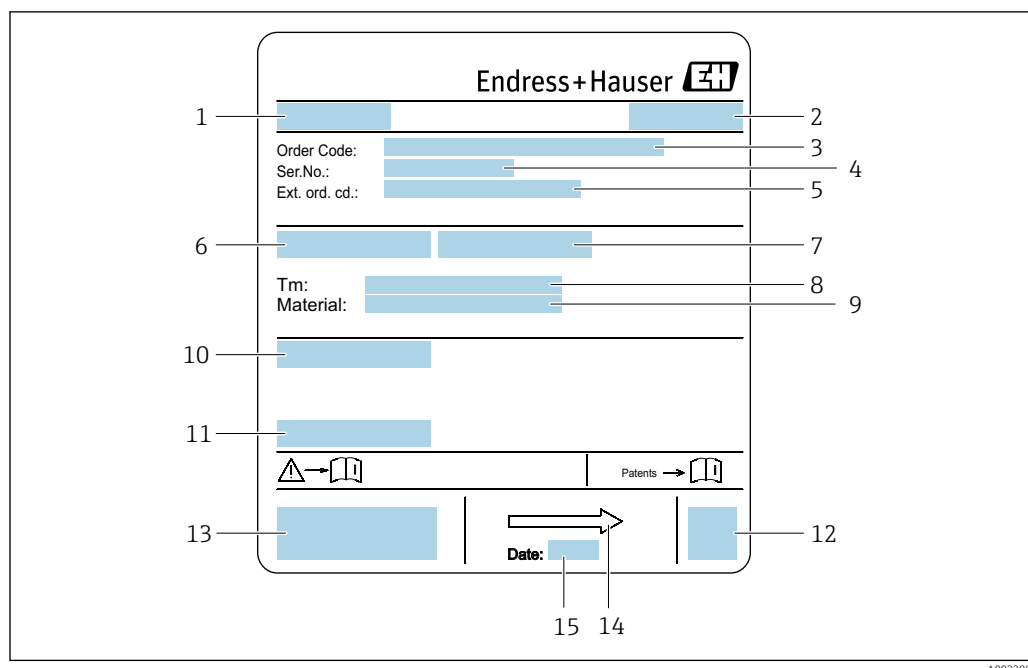 Endress+Hauser EH
1
2
Order Code:
3
Ser.No.:
4
Ext. ord. cd.:
5
6
7
Tm:
8
Material:
9
10
11
Patents
13
12
Date:
15
14